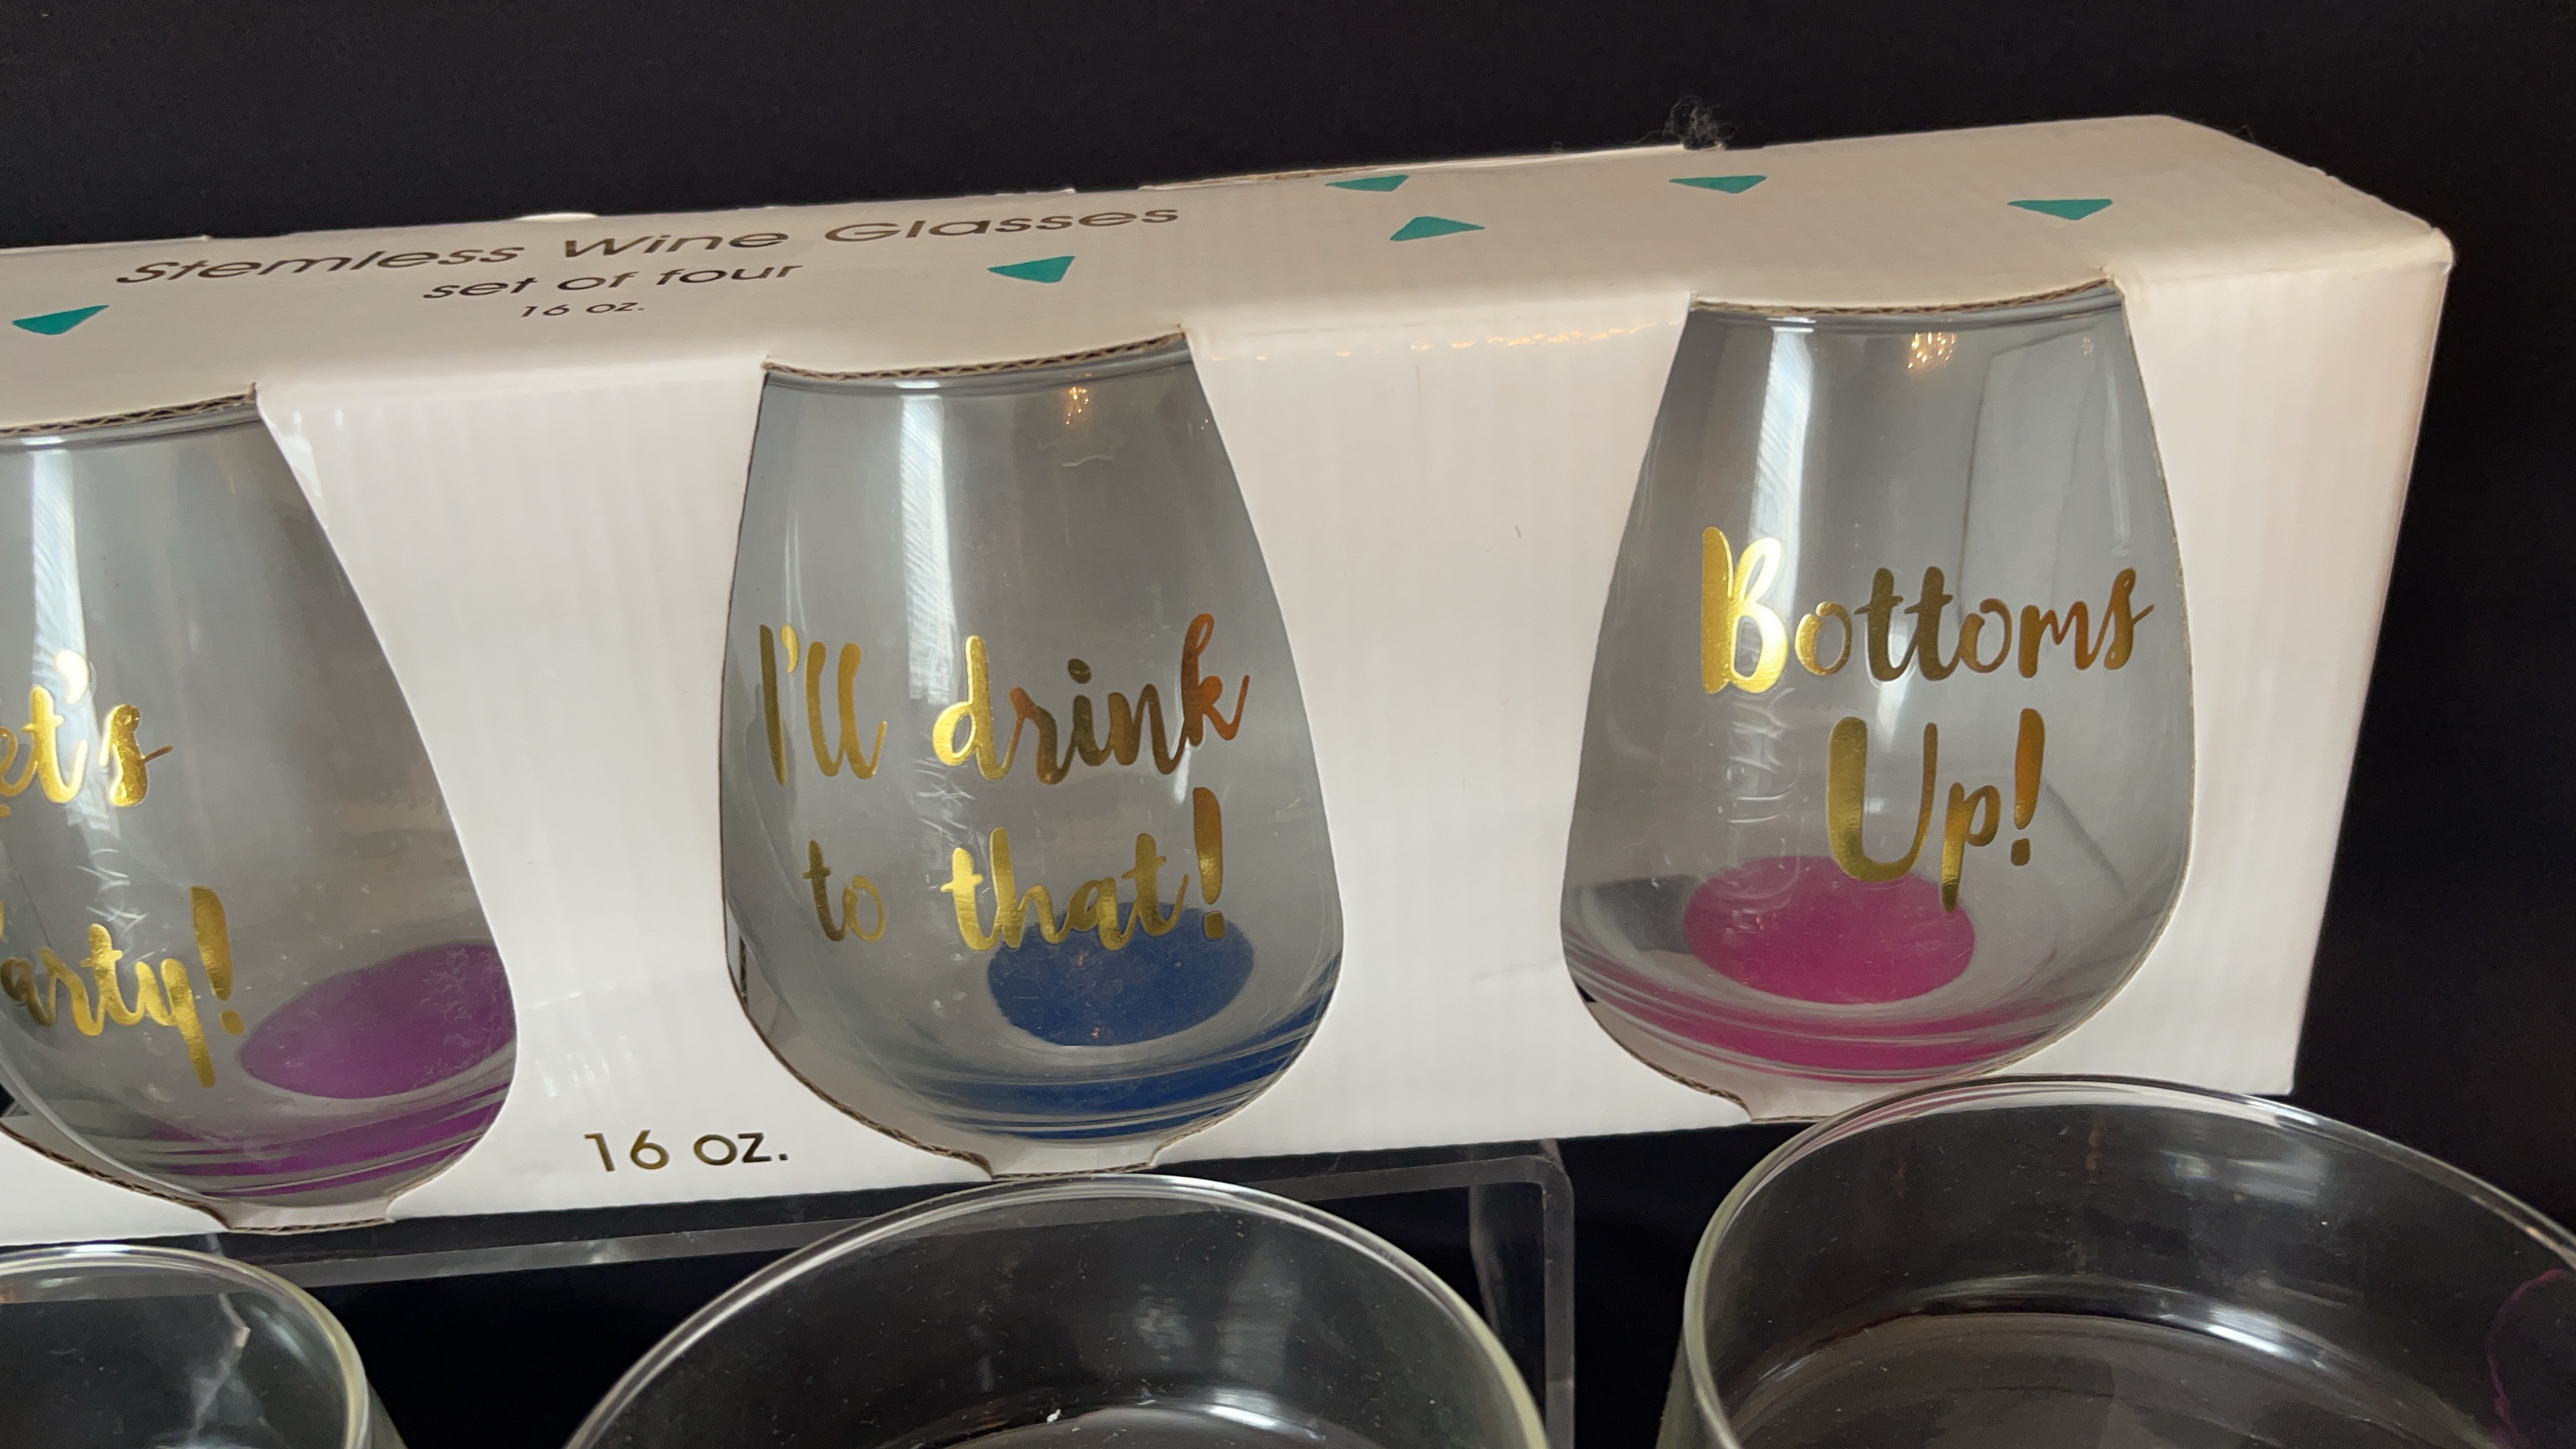 Stemless Wine Glasses
set of four
16 oz.
I'll drink
to that!
Bottoms
Up!
16 oz.